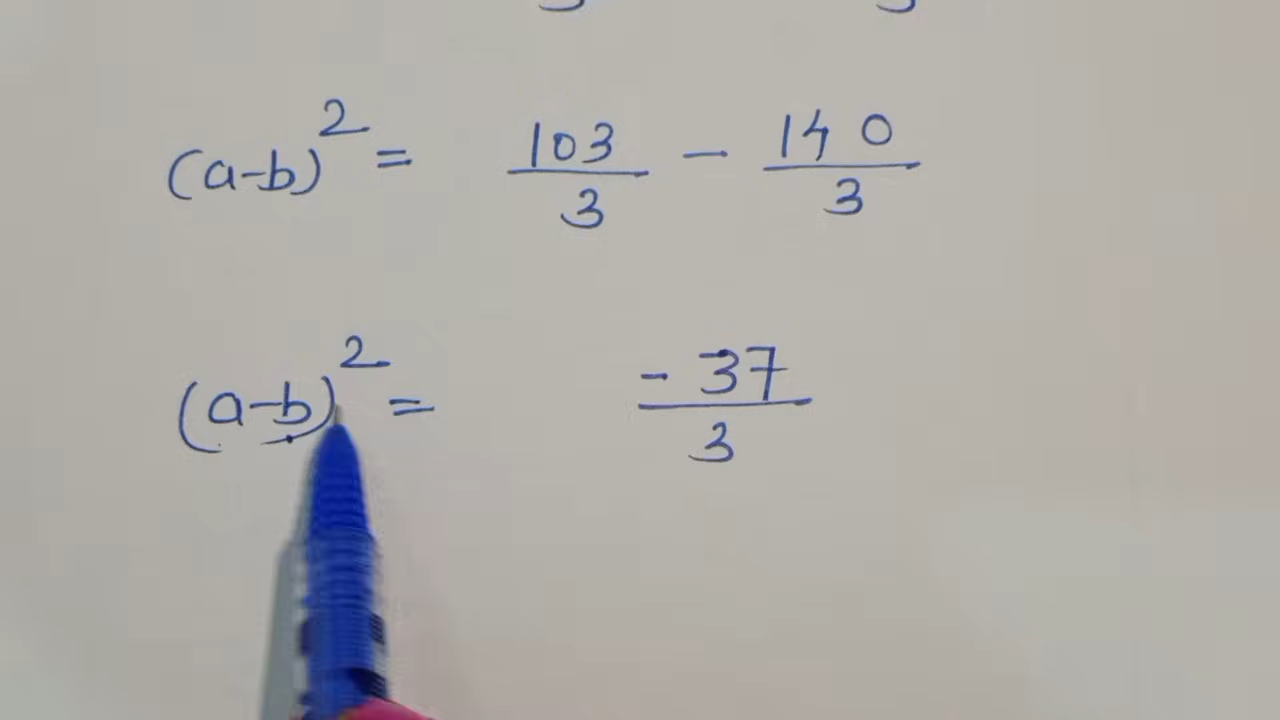 (a-b)² = 103/3 - 140/3
(a-b)² = -37/3